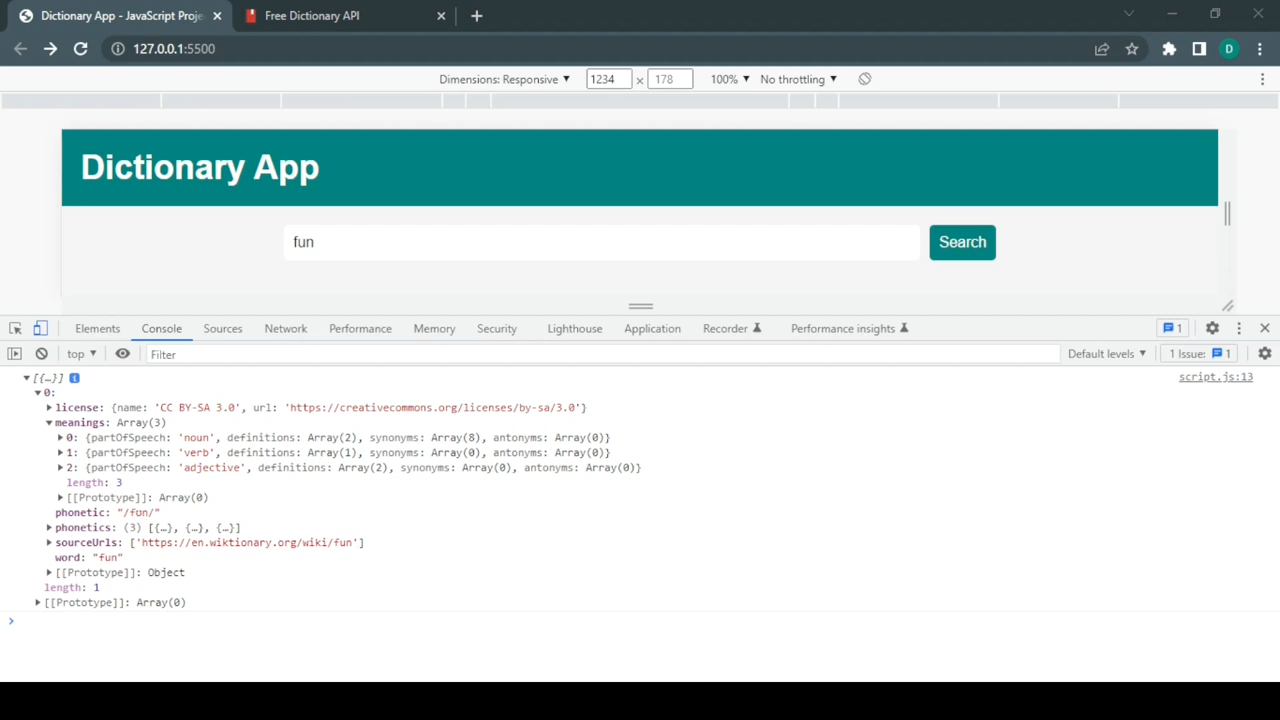 Dictionary App - JavaScript Proje
Free Dictionary API
127.0.0.1:5500
D
Dimensions: Responsive 1234 × 178 100% No throttling
Dictionary App
fun
Search
Elements Console Sources Network Performance Memory Security Lighthouse Application Recorder Performance insights 1
top Filter Default levels 1 Issue: 1
[{…}] i script.js:13
0:
license: {name: 'CC BY-SA 3.0', url: 'https://creativecommons.org/licenses/by-sa/3.0'}
meanings: Array(3)
0: {partOfSpeech: 'noun', definitions: Array(2), synonyms: Array(8), antonyms: Array(0)}
1: {partOfSpeech: 'verb', definitions: Array(1), synonyms: Array(0), antonyms: Array(0)}
2: {partOfSpeech: 'adjective', definitions: Array(2), synonyms: Array(0), antonyms: Array(0)}
length: 3
[[Prototype]]: Array(0)
phonetics: (3) [{…}, {…}, {…}]
sourceUrls: ['https://en.wiktionary.org/wiki/fun']
word: "fun"
[[Prototype]]: Object
length: 1
[[Prototype]]: Array(0)